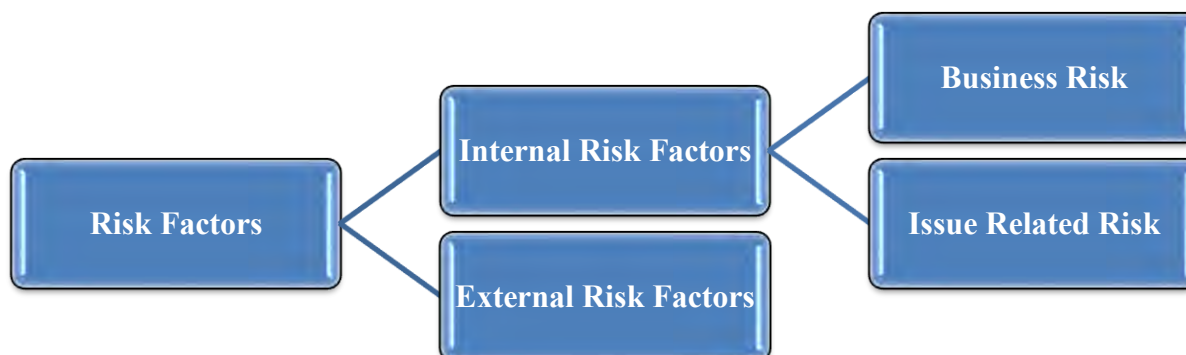 Business Risk
Internal Risk Factors
Risk Factors
Issue Related Risk
External Risk Factors